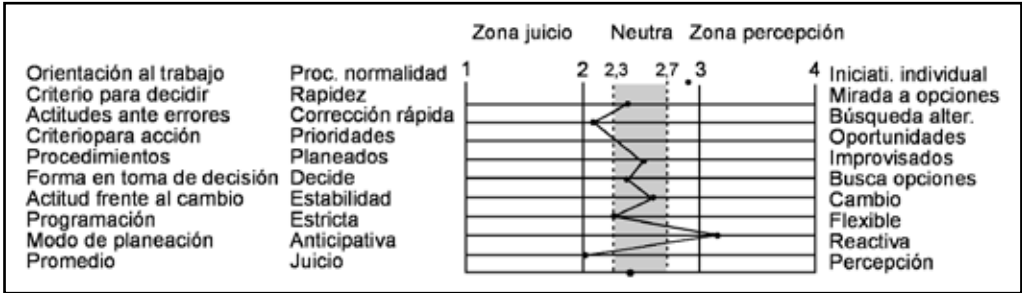 Zona juicio Neutra Zona percepción
1 2 2,3 2,7 3 4
Orientación al trabajo Proc. normalidad Iniciati. individual
Criterio para decidir Rapidez Mirada a opciones
Actitudes ante errores Corrección rápida Búsqueda alter.
Criteriopara acción Prioridades Oportunidades
Procedimientos Planeados Improvisados
Forma en toma de decisión Decide Busca opciones
Actitud frente al cambio Estabilidad Cambio
Programación Estricta Flexible
Modo de planeación Anticipativa Reactiva
Promedio Juicio Percepción